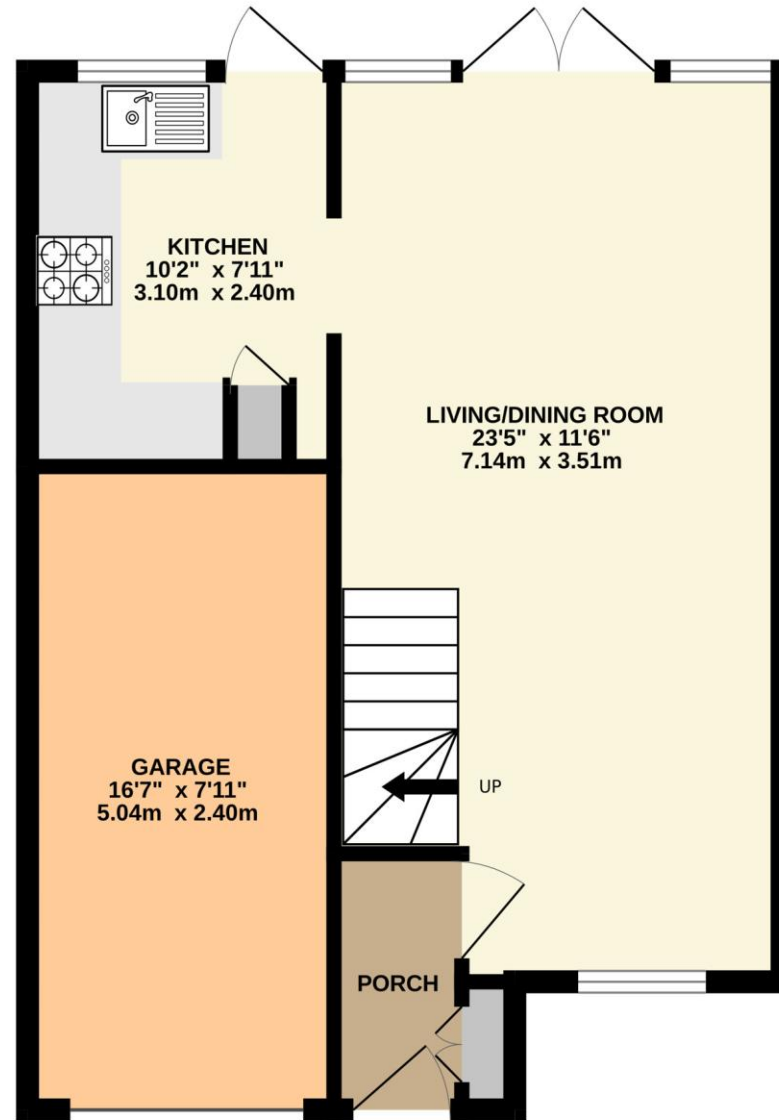 KITCHEN
10'2" x 7'11"
3.10m x 2.40m
LIVING/DINING ROOM
23'5" x 11'6"
7.14m x 3.51m
GARAGE
16'7" x 7'11"
5.04m x 2.40m
UP
PORCH